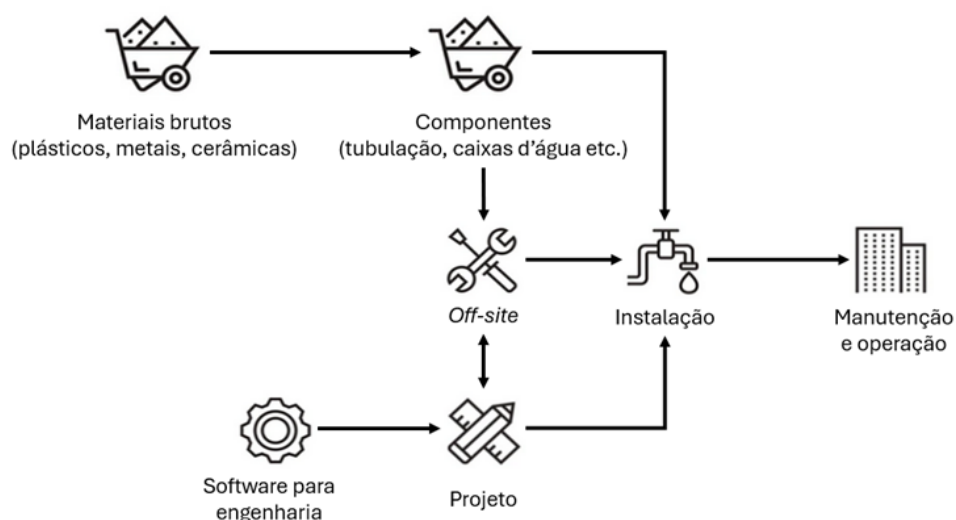 Materiais brutos
(plásticos, metais, cerâmicas)
Componentes
(tubulação, caixas d’água etc.)
Off-site
Instalação
Manutenção
e operação
Software para
engenharia
Projeto